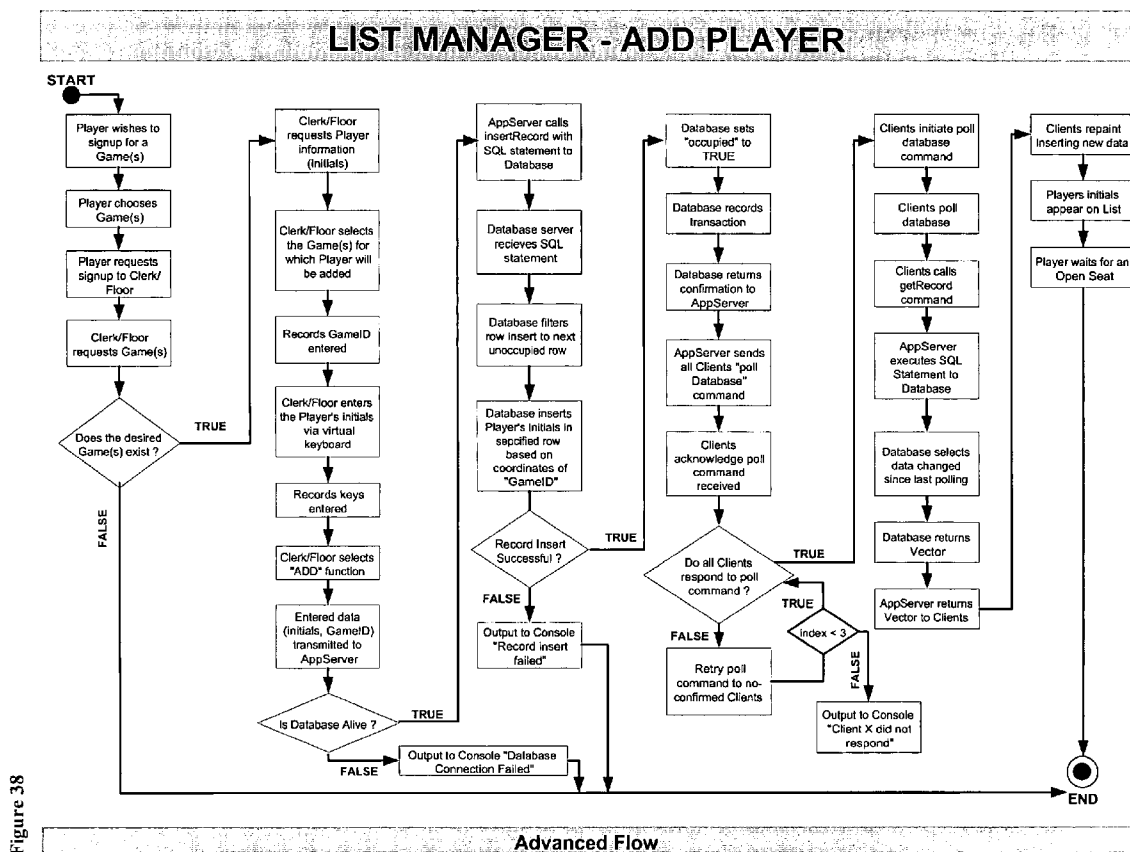 LIST MANAGER - ADD PLAYER
START
Player wishes to
signup for a
Game(s)
Player chooses
Game(s)
Player requests
signup to Clerk/
Floor
Clerk/Floor
requests Game(s)
Does the desired
Game(s) exist ?
TRUE
FALSE
Clerk/Floor
requests Player
information
(initials)
Clerk/Floor selects
the Game(s) for
which Player will
be added
Records GameID
entered
Clerk/Floor enters
the Player's initials
via virtual
keyboard
Records keys
entered
Clerk/Floor selects
"ADD" function
Entered data
(initials, GameID)
transmitted to
AppServer
Is Database Alive ?
TRUE
FALSE
Output to Console "Database
Connection Failed"
AppServer calls
insertRecord with
SQL statement to
Database
Database server
recieves SQL
statement
Database filters
row insert to next
unoccupied row
Database inserts
Player's Initials in
sepcified row
based on
coordinates of
"GameID"
Record Insert
Successful ?
TRUE
FALSE
Output to Console
"Record insert
failed"
Database sets
"occupied" to
TRUE
Database records
transaction
Database returns
confirmation to
AppServer
AppServer sends
all Clients "poll
Database"
command
Clients
acknowledge poll
command
received
Do all Clients
respond to poll
command ?
TRUE
FALSE
Retry poll
command to no-
confirmed Clients
TRUE
index < 3
FALSE
Output to Console
"Client X did not
respond"
Clients initiate poll
database
command
Clients poll
database
Clients calls
getRecord
command
AppServer
executes SQL
Statement to
Database
Database selects
data changed
since last polling
Database returns
Vector
AppServer returns
Vector to Clients
Clients repaint
Inserting new data
Players initials
appear on List
Player waits for an
Open Seat
END
Figure 38
Advanced Flow